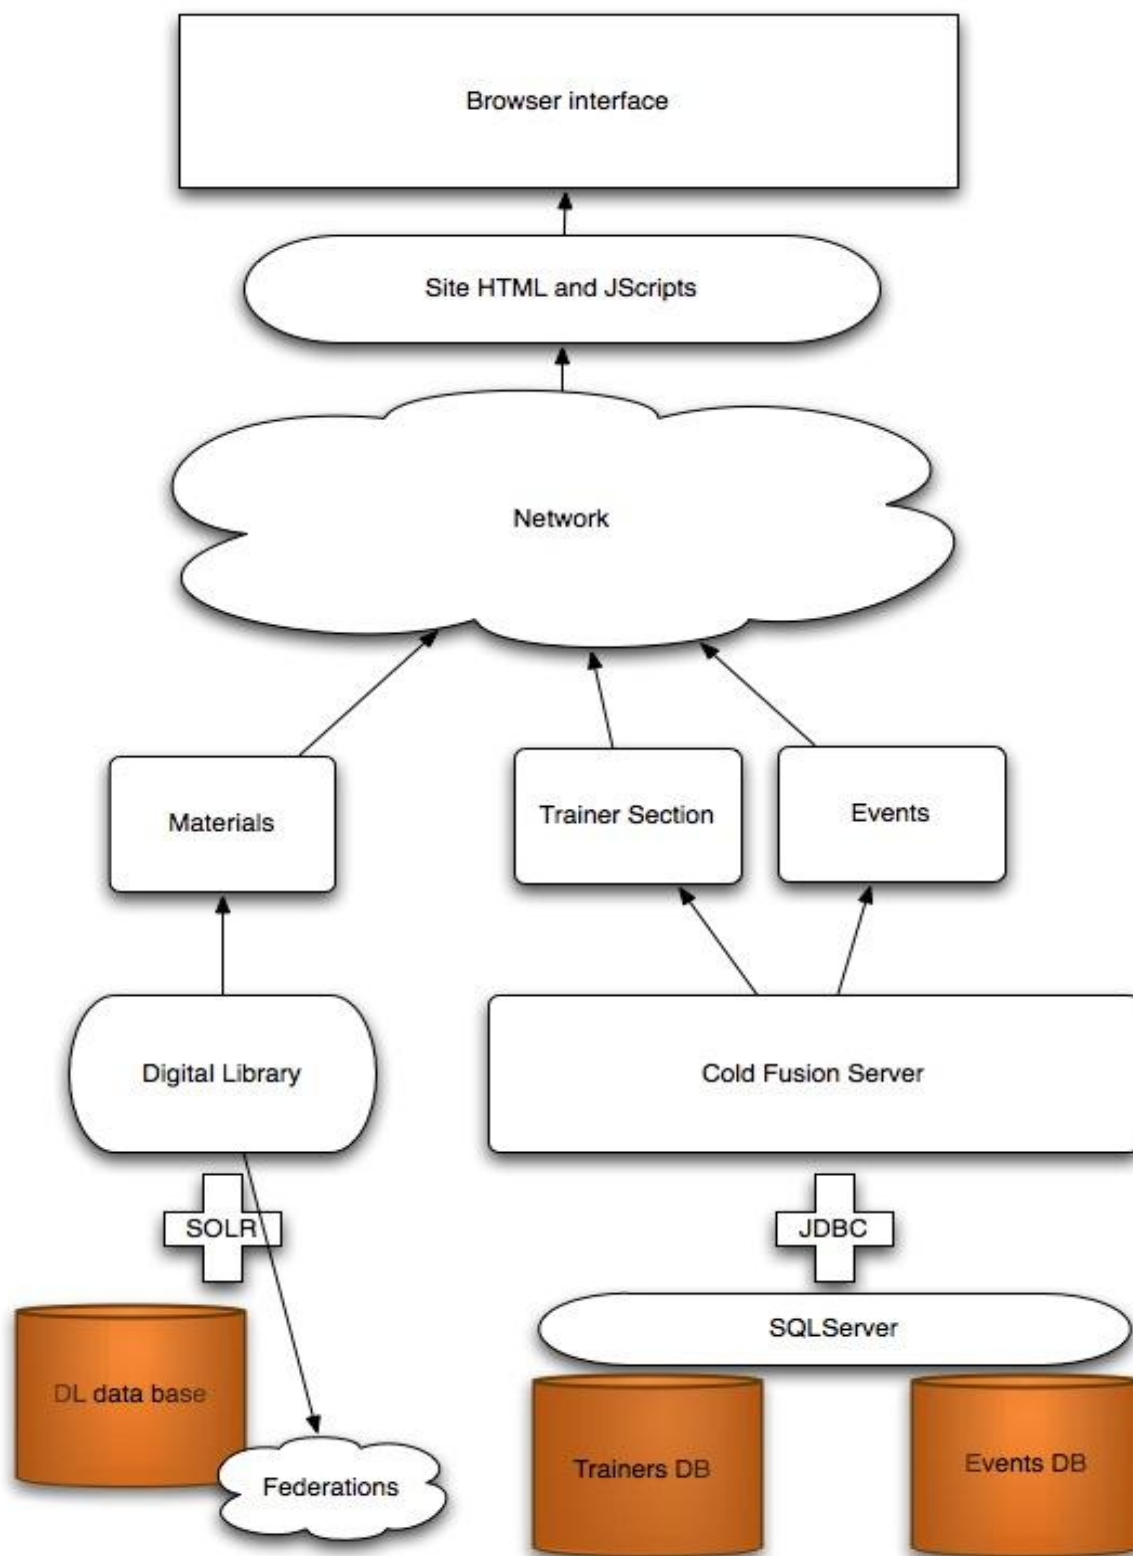 Browser interface
Site HTML and JScripts
Network
Materials
Trainer Section
Events
Digital Library
Cold Fusion Server
SOLR
JDBC
SQLServer
DL data base
Trainers DB
Events DB
Federations